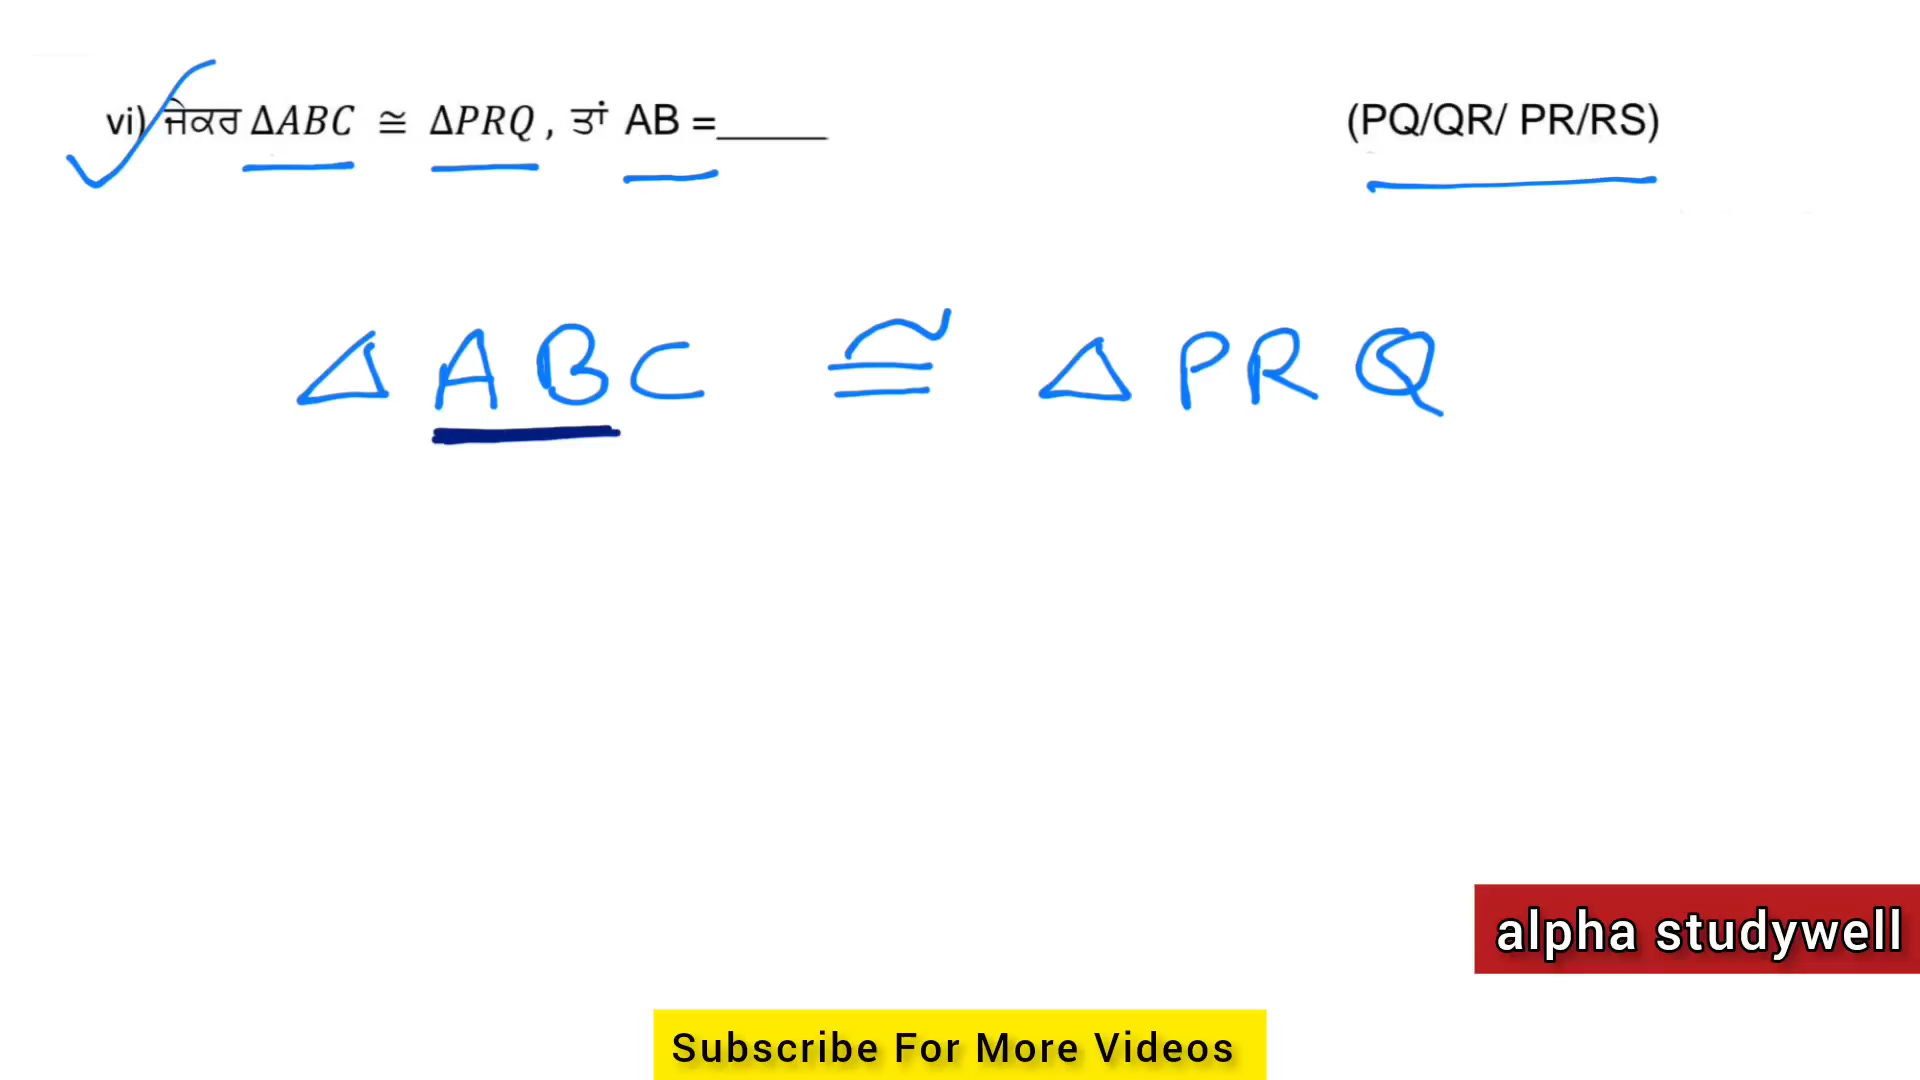 vi) ਜੇਕਰ ΔABC ≅ ΔPRQ , ਤਾਂ AB =______ (PQ/QR/ PR/RS)
Δ ABC ≅ Δ PRQ
alpha studywell
Subscribe For More Videos